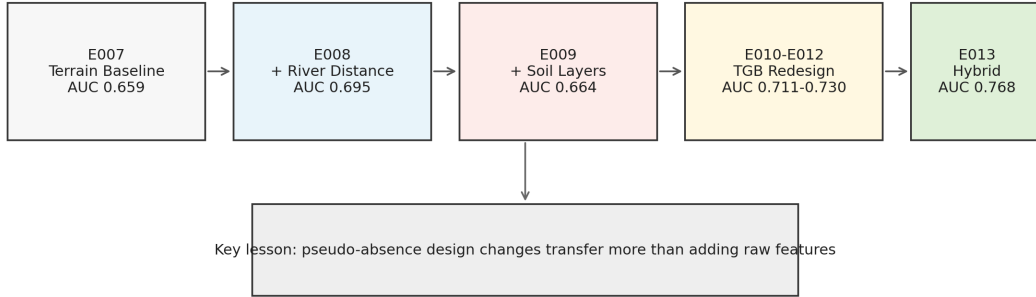 E007
Terrain Baseline
AUC 0.659
E008
+ River Distance
AUC 0.695
E009
+ Soil Layers
AUC 0.664
E010-E012
TGB Redesign
AUC 0.711-0.730
E013
Hybrid
AUC 0.768
Key lesson: pseudo-absence design changes transfer more than adding raw features